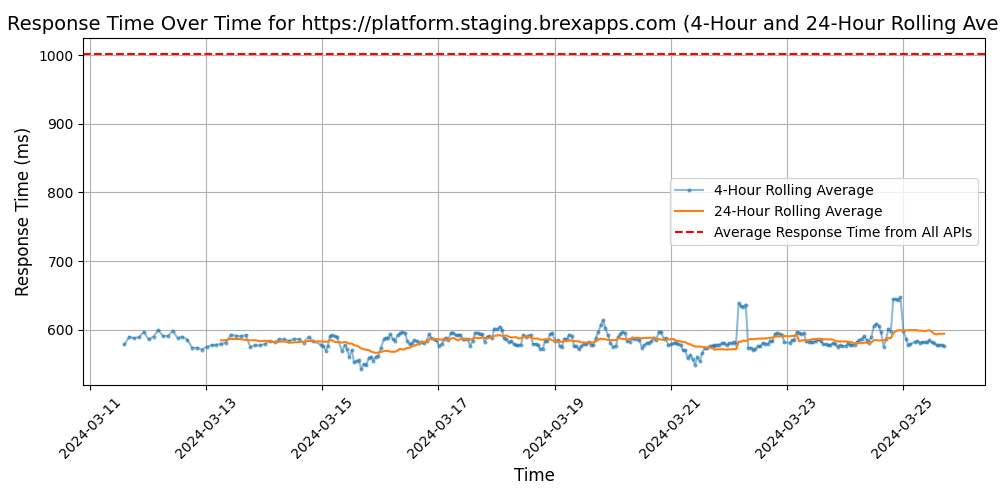 Response Time Over Time for https://platform.staging.brexapps.com (4-Hour and 24-Hour Rolling Ave
Response Time (ms)
1000
900
800
700
600
4-Hour Rolling Average
24-Hour Rolling Average
Average Response Time from All APIs
2024-03-11
2024-03-13
2024-03-15
2024-03-17
2024-03-19
2024-03-21
2024-03-23
2024-03-25
Time